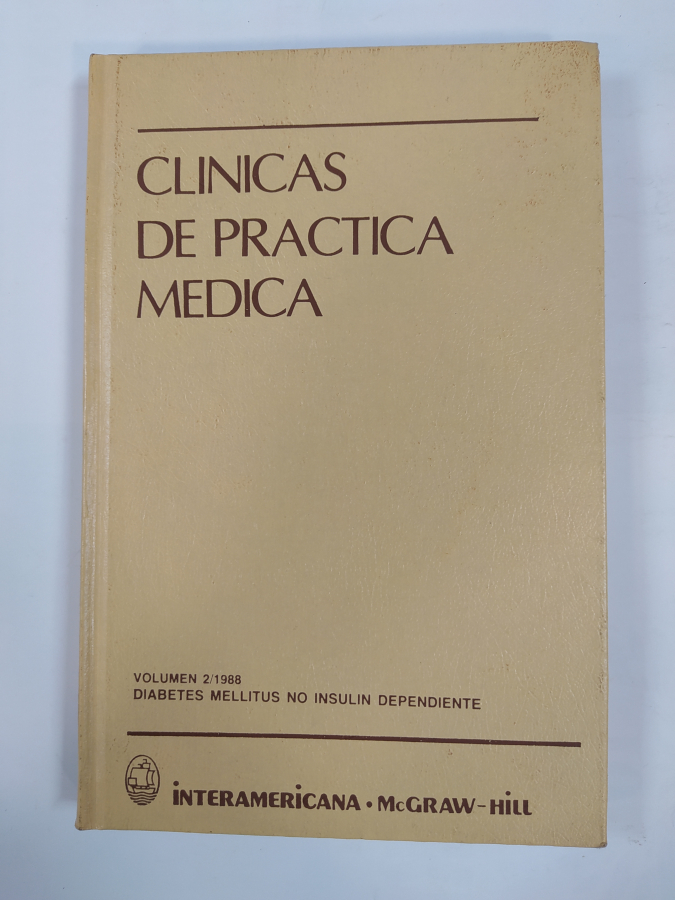 CLINICAS
DE PRACTICA
MEDICA
VOLUMEN 2/1988
DIABETES MELLITUS NO INSULIN DEPENDIENTE
INTERAMERICANA • McGRAW-HILL